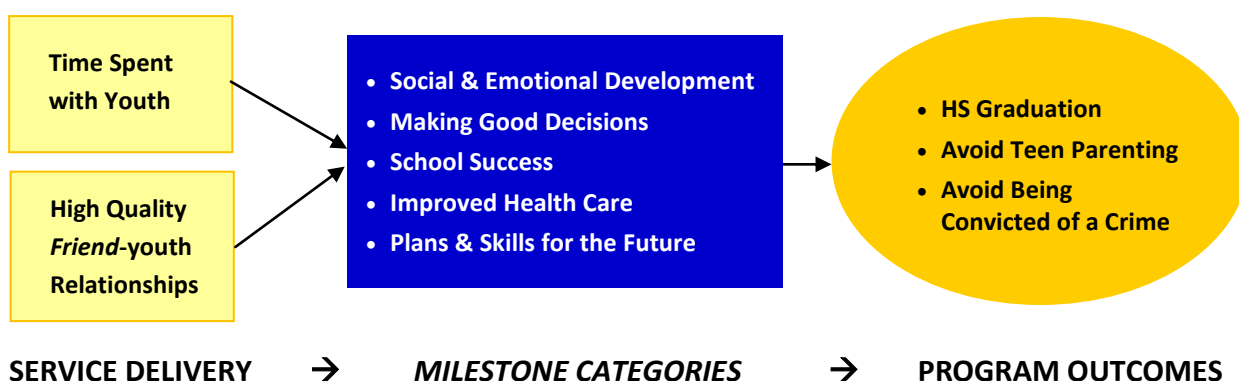 Time Spent
with Youth
High Quality
Friend-youth
Relationships
• Social & Emotional Development
• Making Good Decisions
• School Success
• Improved Health Care
• Plans & Skills for the Future
• HS Graduation
• Avoid Teen Parenting
• Avoid Being
Convicted of a Crime
SERVICE DELIVERY → MILESTONE CATEGORIES → PROGRAM OUTCOMES